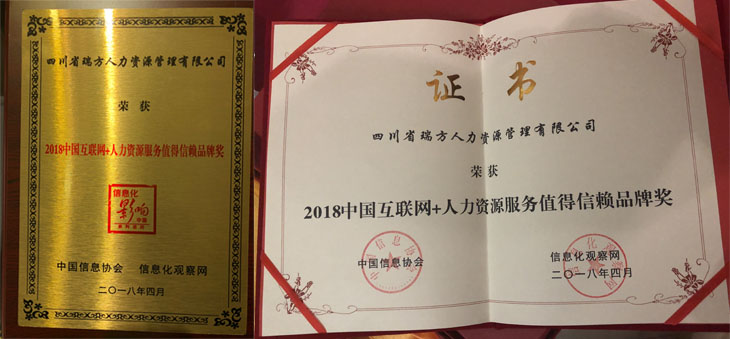 四川省瑞方人力资源管理有限公司
荣获
2018中国互联网+人力资源服务值得信赖品牌奖
信息化
影响
中国信息协会 信息化观察网
二〇一八年四月
证书
四川省瑞方人力资源管理有限公司
荣获
2018中国互联网+人力资源服务值得信赖品牌奖
中国信息协会
信息化观察网
二〇一八年四月